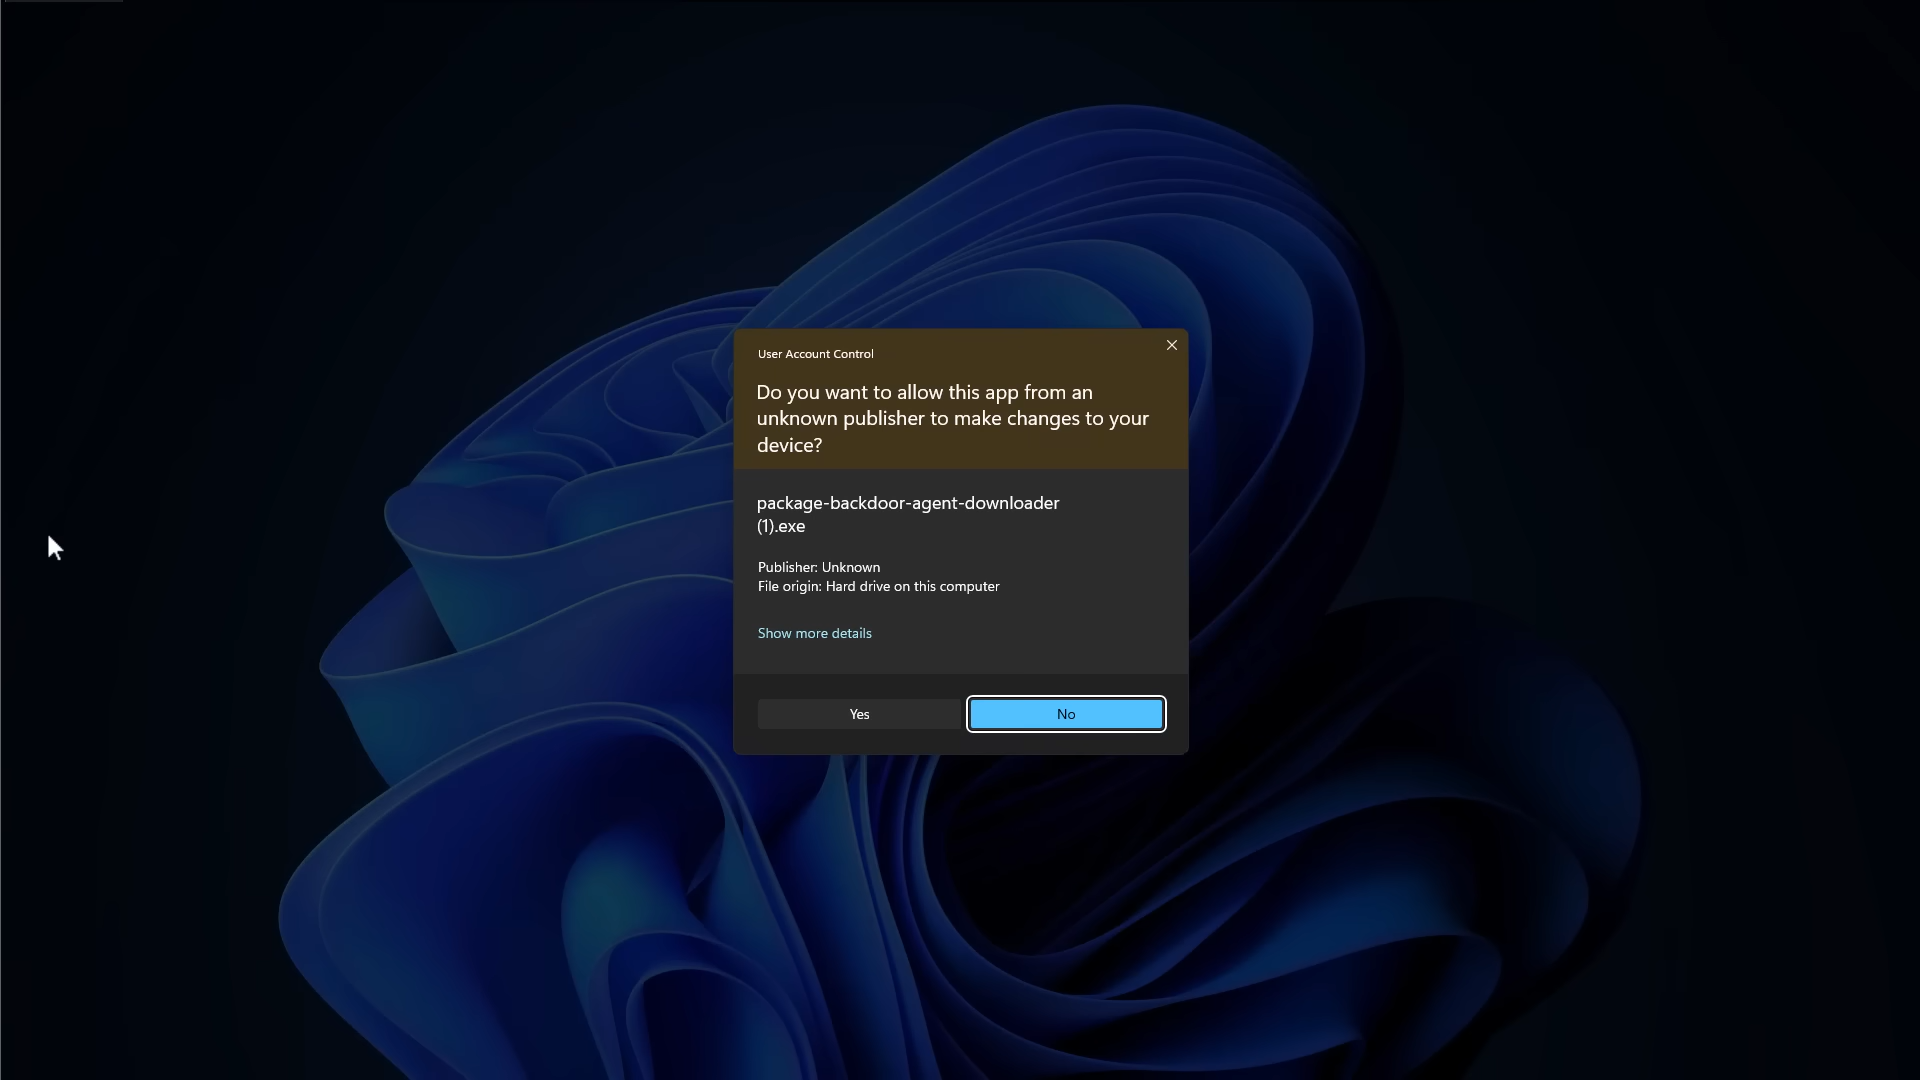 User Account Control
Do you want to allow this app from an
unknown publisher to make changes to your
device?
package-backdoor-agent-downloader
(1).exe
Publisher: Unknown
File origin: Hard drive on this computer
Show more details
Yes
No